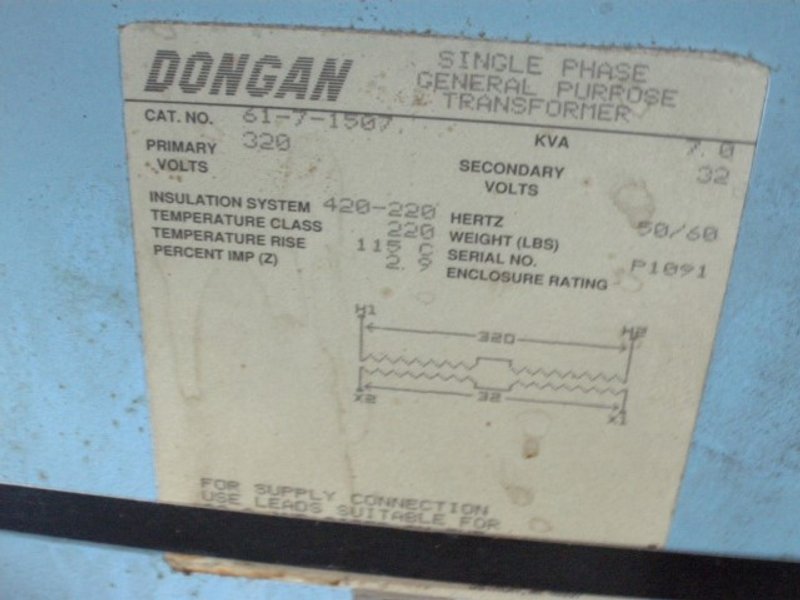 DONGAN
SINGLE PHASE
GENERAL PURPOSE
TRANSFORMER
CAT. NO. 61-7-1507
KVA 7.0
PRIMARY VOLTS 320
SECONDARY VOLTS 32
INSULATION SYSTEM 420-220
TEMPERATURE CLASS 220
TEMPERATURE RISE 115 C
PERCENT IMP (Z) 2.9
HERTZ 50/60
WEIGHT (LBS)
SERIAL NO. P1091
ENCLOSURE RATING
H1 H2
320
X2 X1
32
FOR SUPPLY CONNECTION
USE LEADS SUITABLE FOR